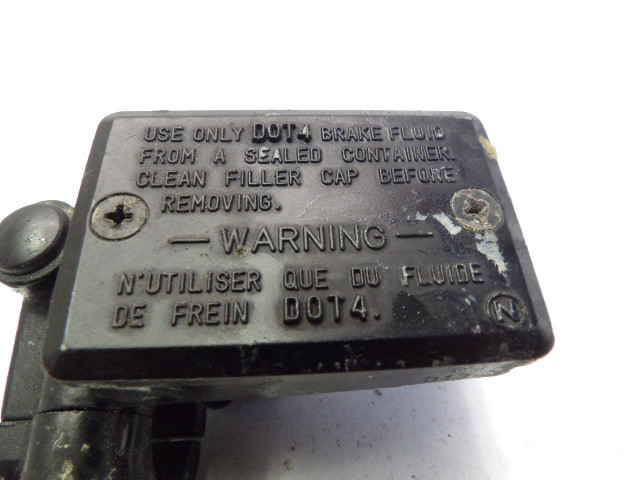 USE ONLY DOT4 BRAKE FLUID
FROM A SEALED CONTAINER.
CLEAN FILLER CAP BEFORE
REMOVING.
— WARNING —
N'UTILISER QUE DU FLUIDE
DE FREIN DOT4.
N